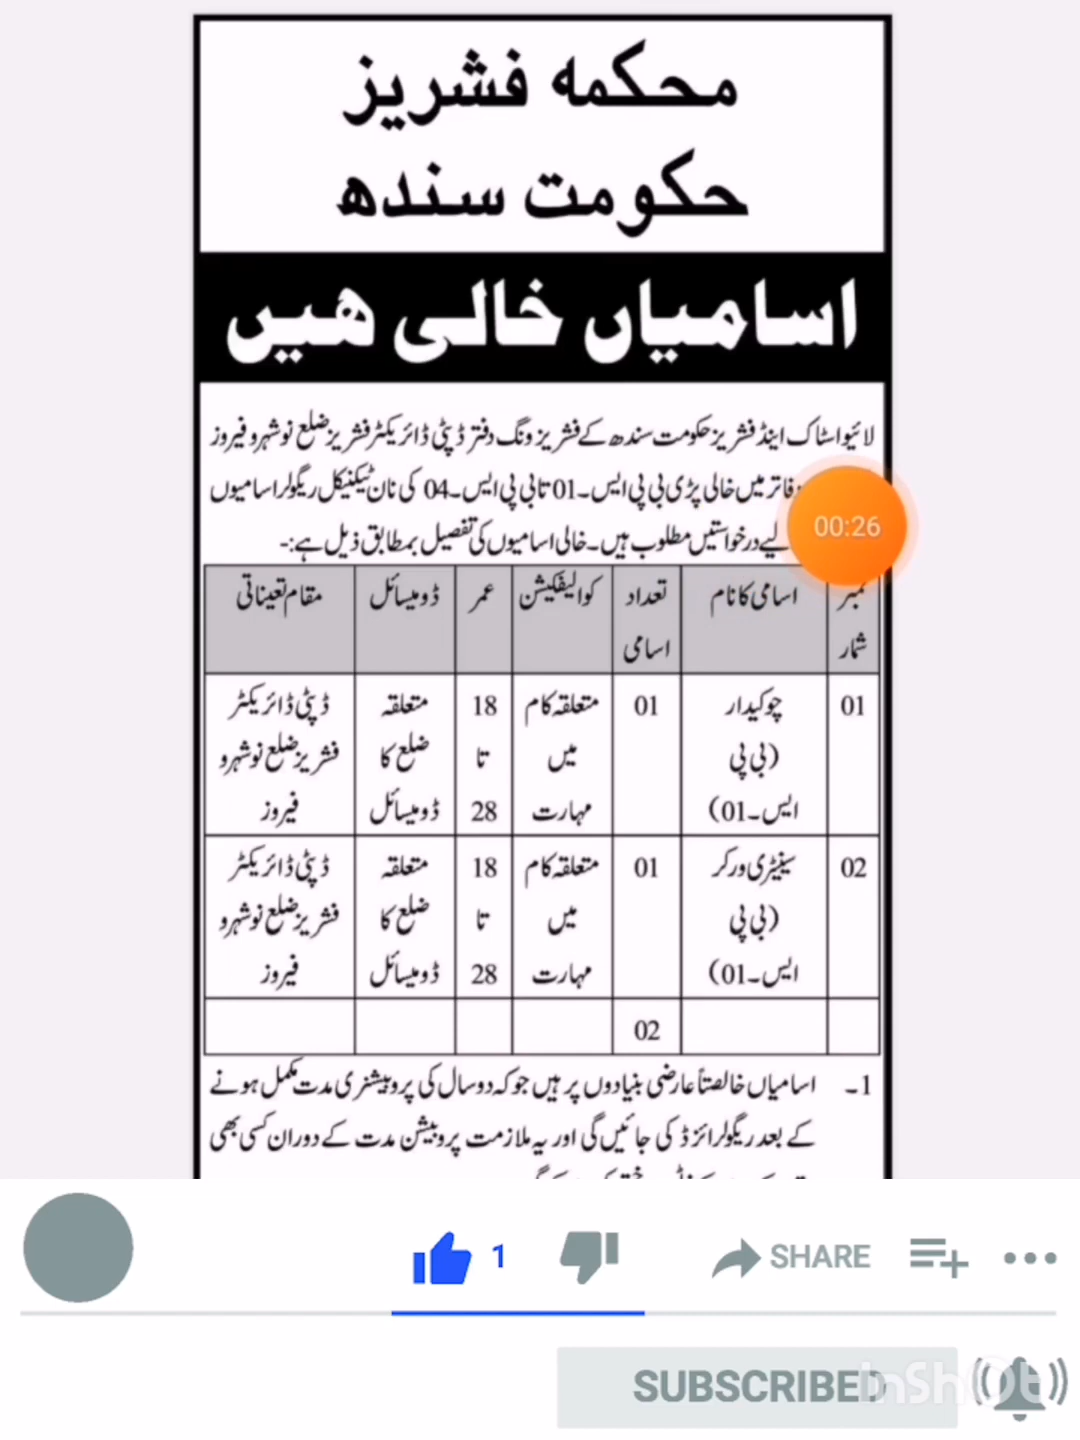 محکمہ فشریز
حکومت سندھ
اسامیاں خالی ھیں
لائیواسٹاک اینڈ فشریز حکومت سندھ کے فشریز ونگ دفتر ڈپٹی ڈائریکٹر فشریز ضلع نوشہرو فیروز
میں خالی پڑی بی پی ایس۔01 تا بی پی ایس۔04 کی نان ٹیکنیکل ریگولر اسامیوں
لیے درخواستیں مطلوب ہیں۔ خالی اسامیوں کی تفصیل بمطابق ذیل ہے:-
00:26
نمبر شمار | اسامی کا نام | تعداد اسامی | کوالیفکیشن | عمر | ڈومیسائل | مقام تعیناتی
01 | چوکیدار (بی پی ایس۔01) | 01 | متعلقہ کام میں مہارت | 18 تا 28 | متعلقہ ضلع کا ڈومیسائل | ڈپٹی ڈائریکٹر فشریز ضلع نوشہرو فیروز
02 | سینیٹری ورکر (بی پی ایس۔01) | 01 | متعلقہ کام میں مہارت | 18 تا 28 | متعلقہ ضلع کا ڈومیسائل | ڈپٹی ڈائریکٹر فشریز ضلع نوشہرو فیروز
02
1۔ اسامیاں خالصتاً عارضی بنیادوں پر ہیں جو کہ دو سال کی پروبیشنری مدت مکمل ہونے
کے بعد ریگولرائزڈ کی جائیں گی اور یہ ملازمت پروبیشن مدت کے دوران کسی بھی
1
SHARE
SUBSCRIBED
InShOt